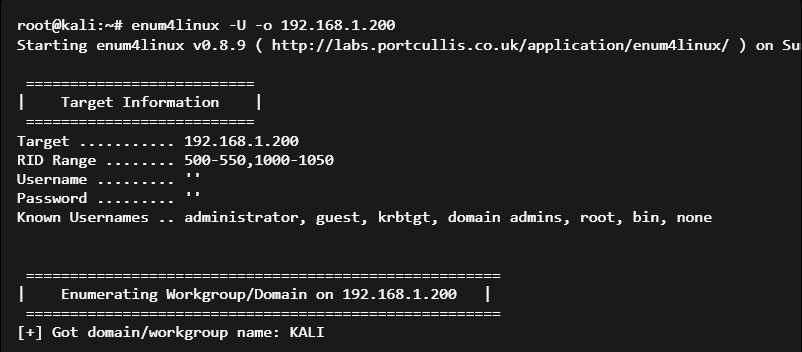 root@kali:~# enum4linux -U -o 192.168.1.200
Starting enum4linux v0.8.9 ( http://labs.portcullis.co.uk/application/enum4linux/ ) on Su
==========================
| Target Information |
==========================
Target ........... 192.168.1.200
RID Range ........ 500-550,1000-1050
Username ......... ''
Password ......... ''
Known Usernames .. administrator, guest, krbtgt, domain admins, root, bin, none
======================================================
| Enumerating Workgroup/Domain on 192.168.1.200 |
======================================================
[+] Got domain/workgroup name: KALI